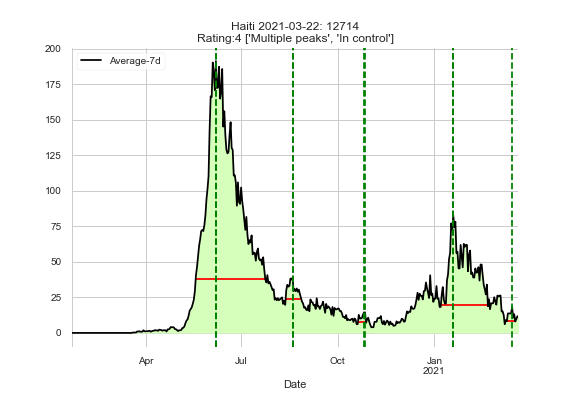 Haiti 2021-03-22: 12714
Rating:4 ['Multiple peaks', 'In control']
Average-7d
200
175
150
125
100
75
50
25
0
Apr
Jul
Oct
Jan
2021
Date